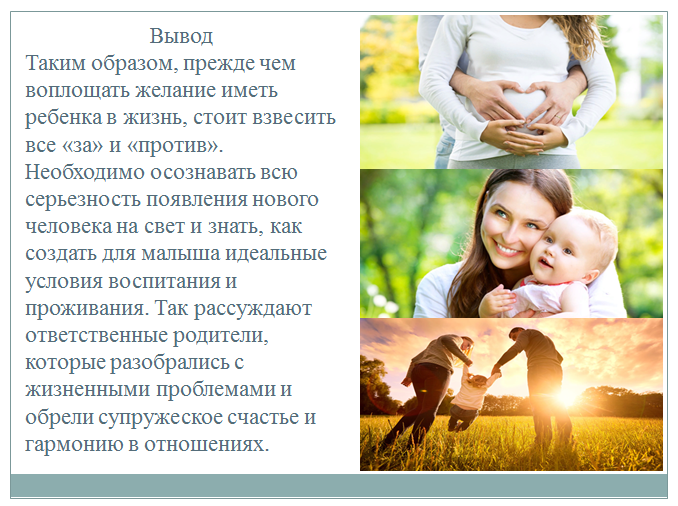 Вывод
Таким образом, прежде чем
воплощать желание иметь
ребенка в жизнь, стоит взвесить
все «за» и «против».
Необходимо осознавать всю
серьезность появления нового
человека на свет и знать, как
создать для малыша идеальные
условия воспитания и
проживания. Так рассуждают
ответственные родители,
которые разобрались с
жизненными проблемами и
обрели супружеское счастье и
гармонию в отношениях.